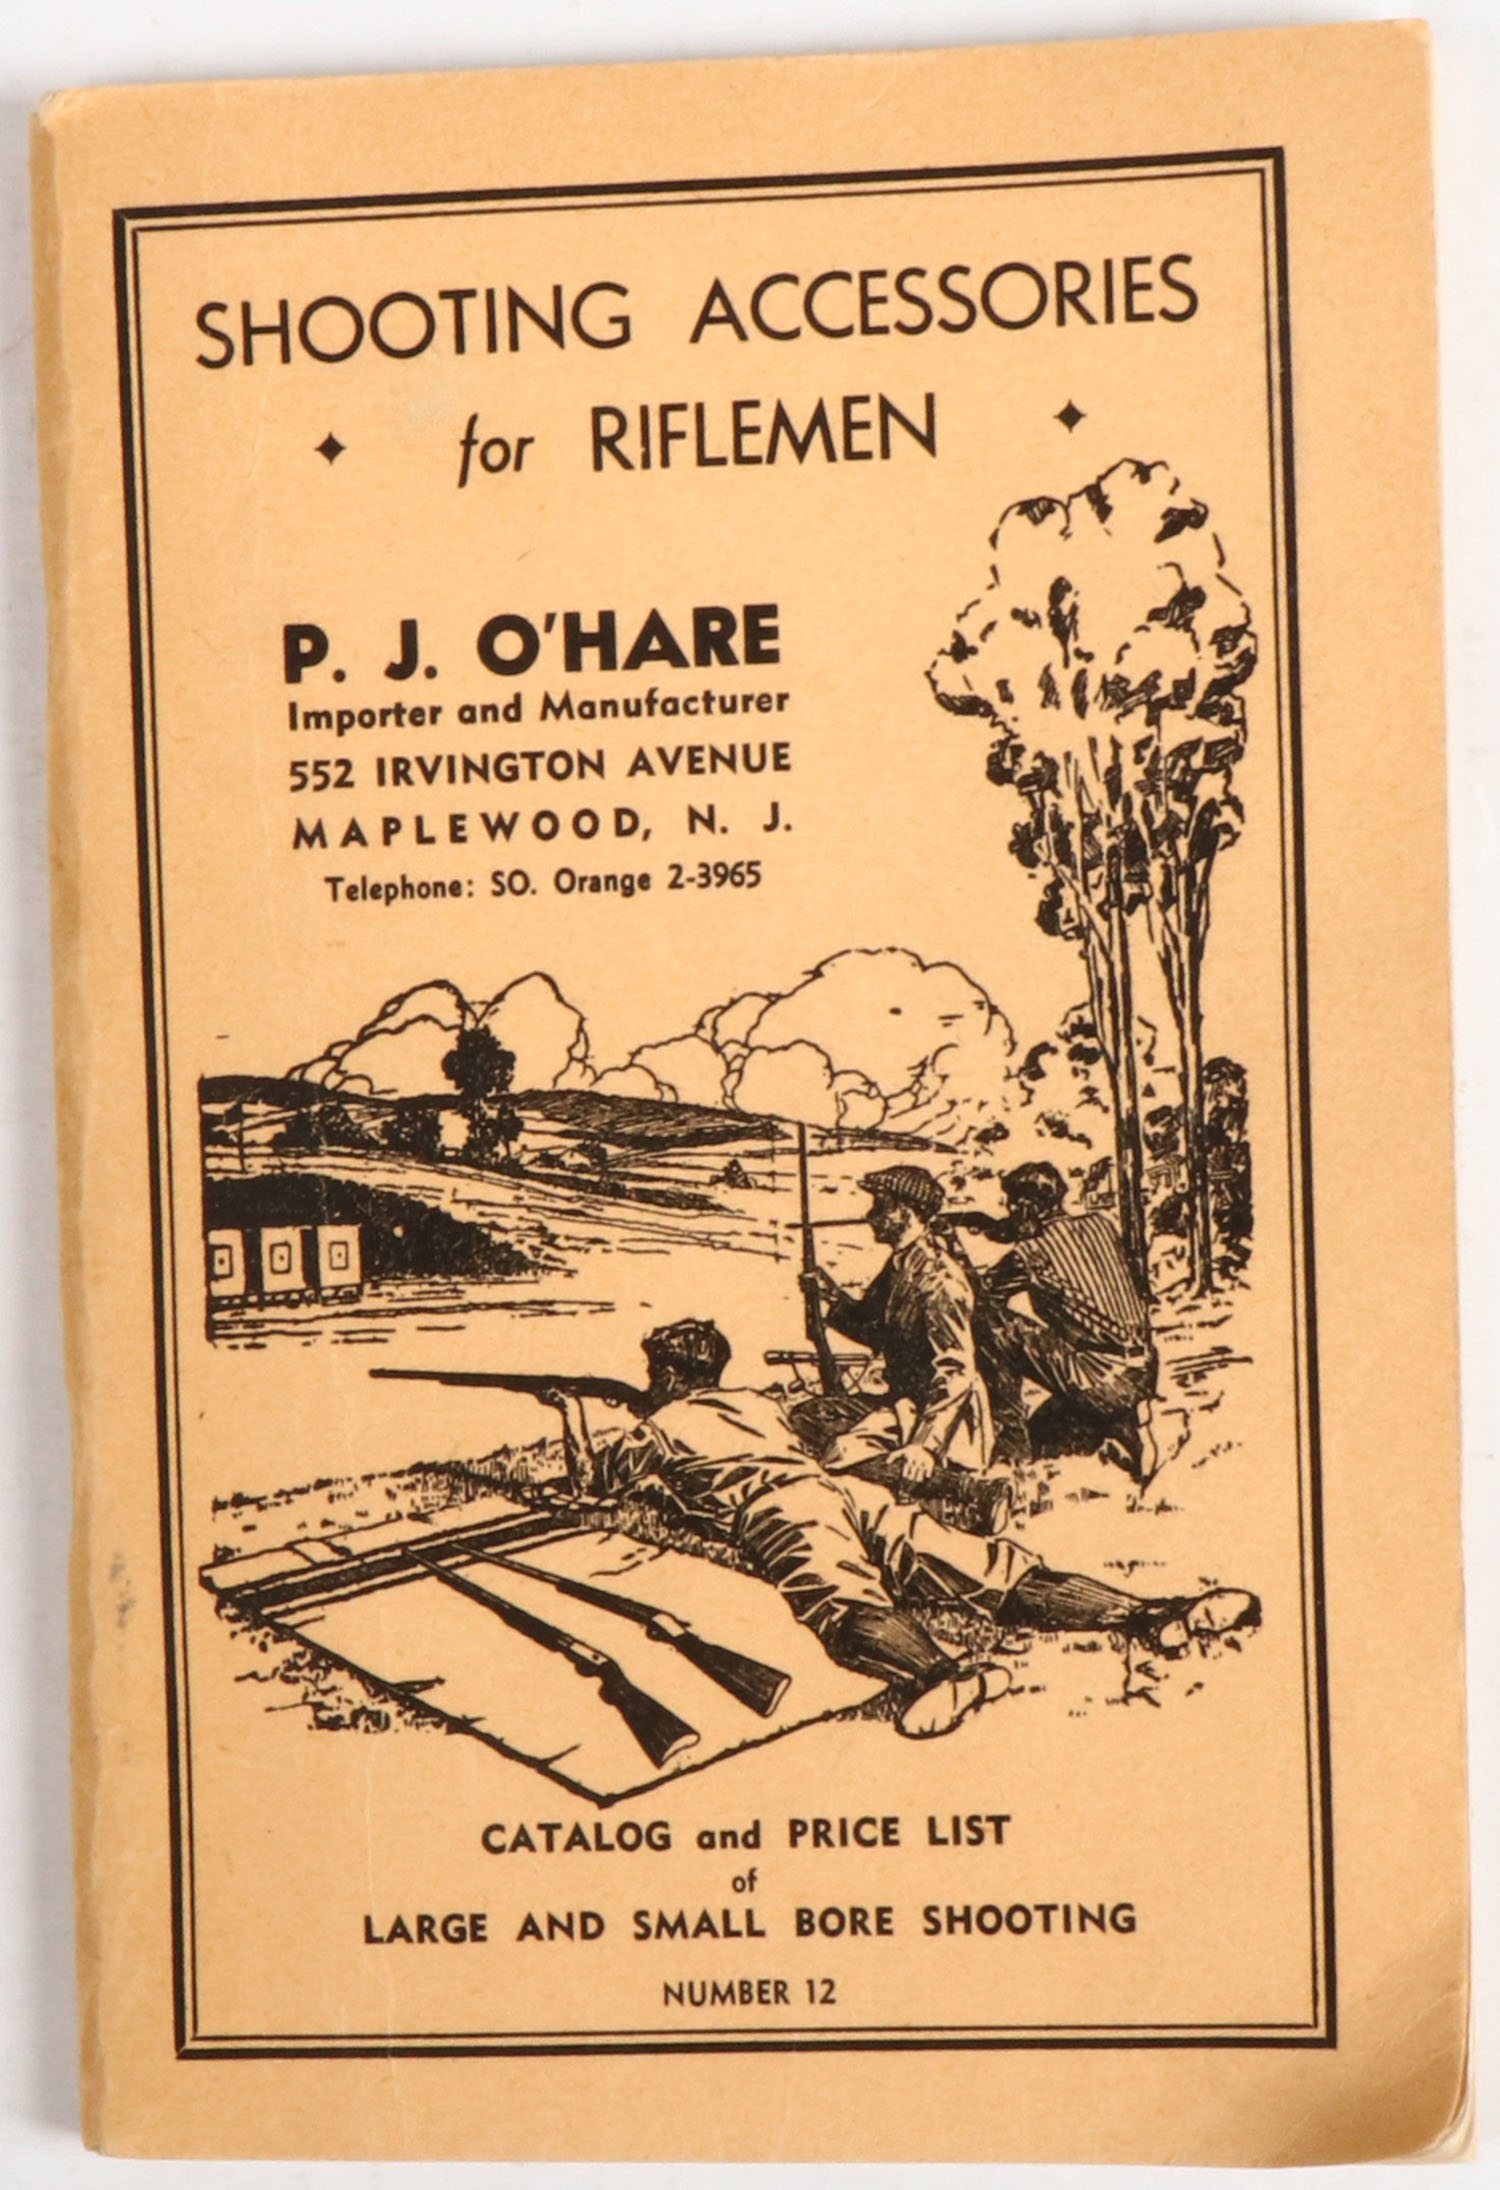 SHOOTING ACCESSORIES
for RIFLEMEN
P. J. O'HARE
Importer and Manufacturer
552 IRVINGTON AVENUE
MAPLEWOOD, N. J.
Telephone: SO. Orange 2-3965
CATALOG and PRICE LIST
of
LARGE AND SMALL BORE SHOOTING
NUMBER 12